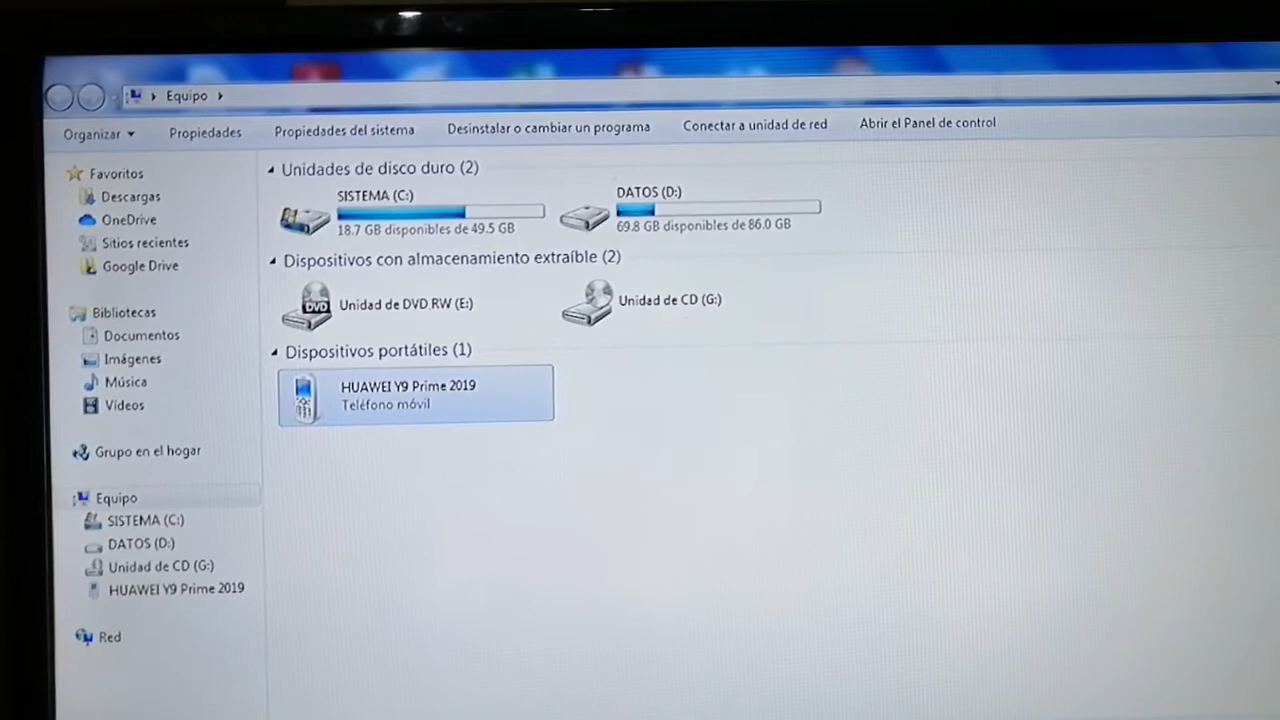 Equipo
Organizar
Propiedades
Propiedades del sistema
Desinstalar o cambiar un programa
Conectar a unidad de red
Abrir el Panel de control
Favoritos
Descargas
OneDrive
Sitios recientes
Google Drive
Bibliotecas
Documentos
Imágenes
Música
Vídeos
Grupo en el hogar
Equipo
SISTEMA (C:)
DATOS (D:)
Unidad de CD (G:)
HUAWEI Y9 Prime 2019
Red
Unidades de disco duro (2)
SISTEMA (C:)
18.7 GB disponibles de 49.5 GB
DATOS (D:)
69.8 GB disponibles de 86.0 GB
Dispositivos con almacenamiento extraíble (2)
DVD
Unidad de DVD RW (E:)
Unidad de CD (G:)
Dispositivos portátiles (1)
HUAWEI Y9 Prime 2019
Teléfono móvil